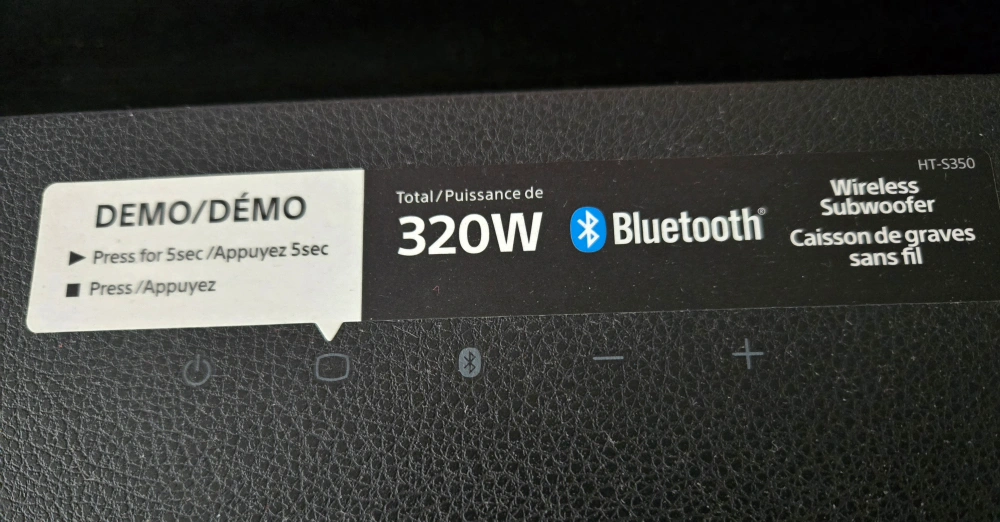 DEMO/DÉMO
▶ Press for 5sec /Appuyez 5sec
■ Press /Appuyez
Total/Puissance de
320W
Bluetooth®
HT-S350
Wireless
Subwoofer
Caisson de graves
sans fil